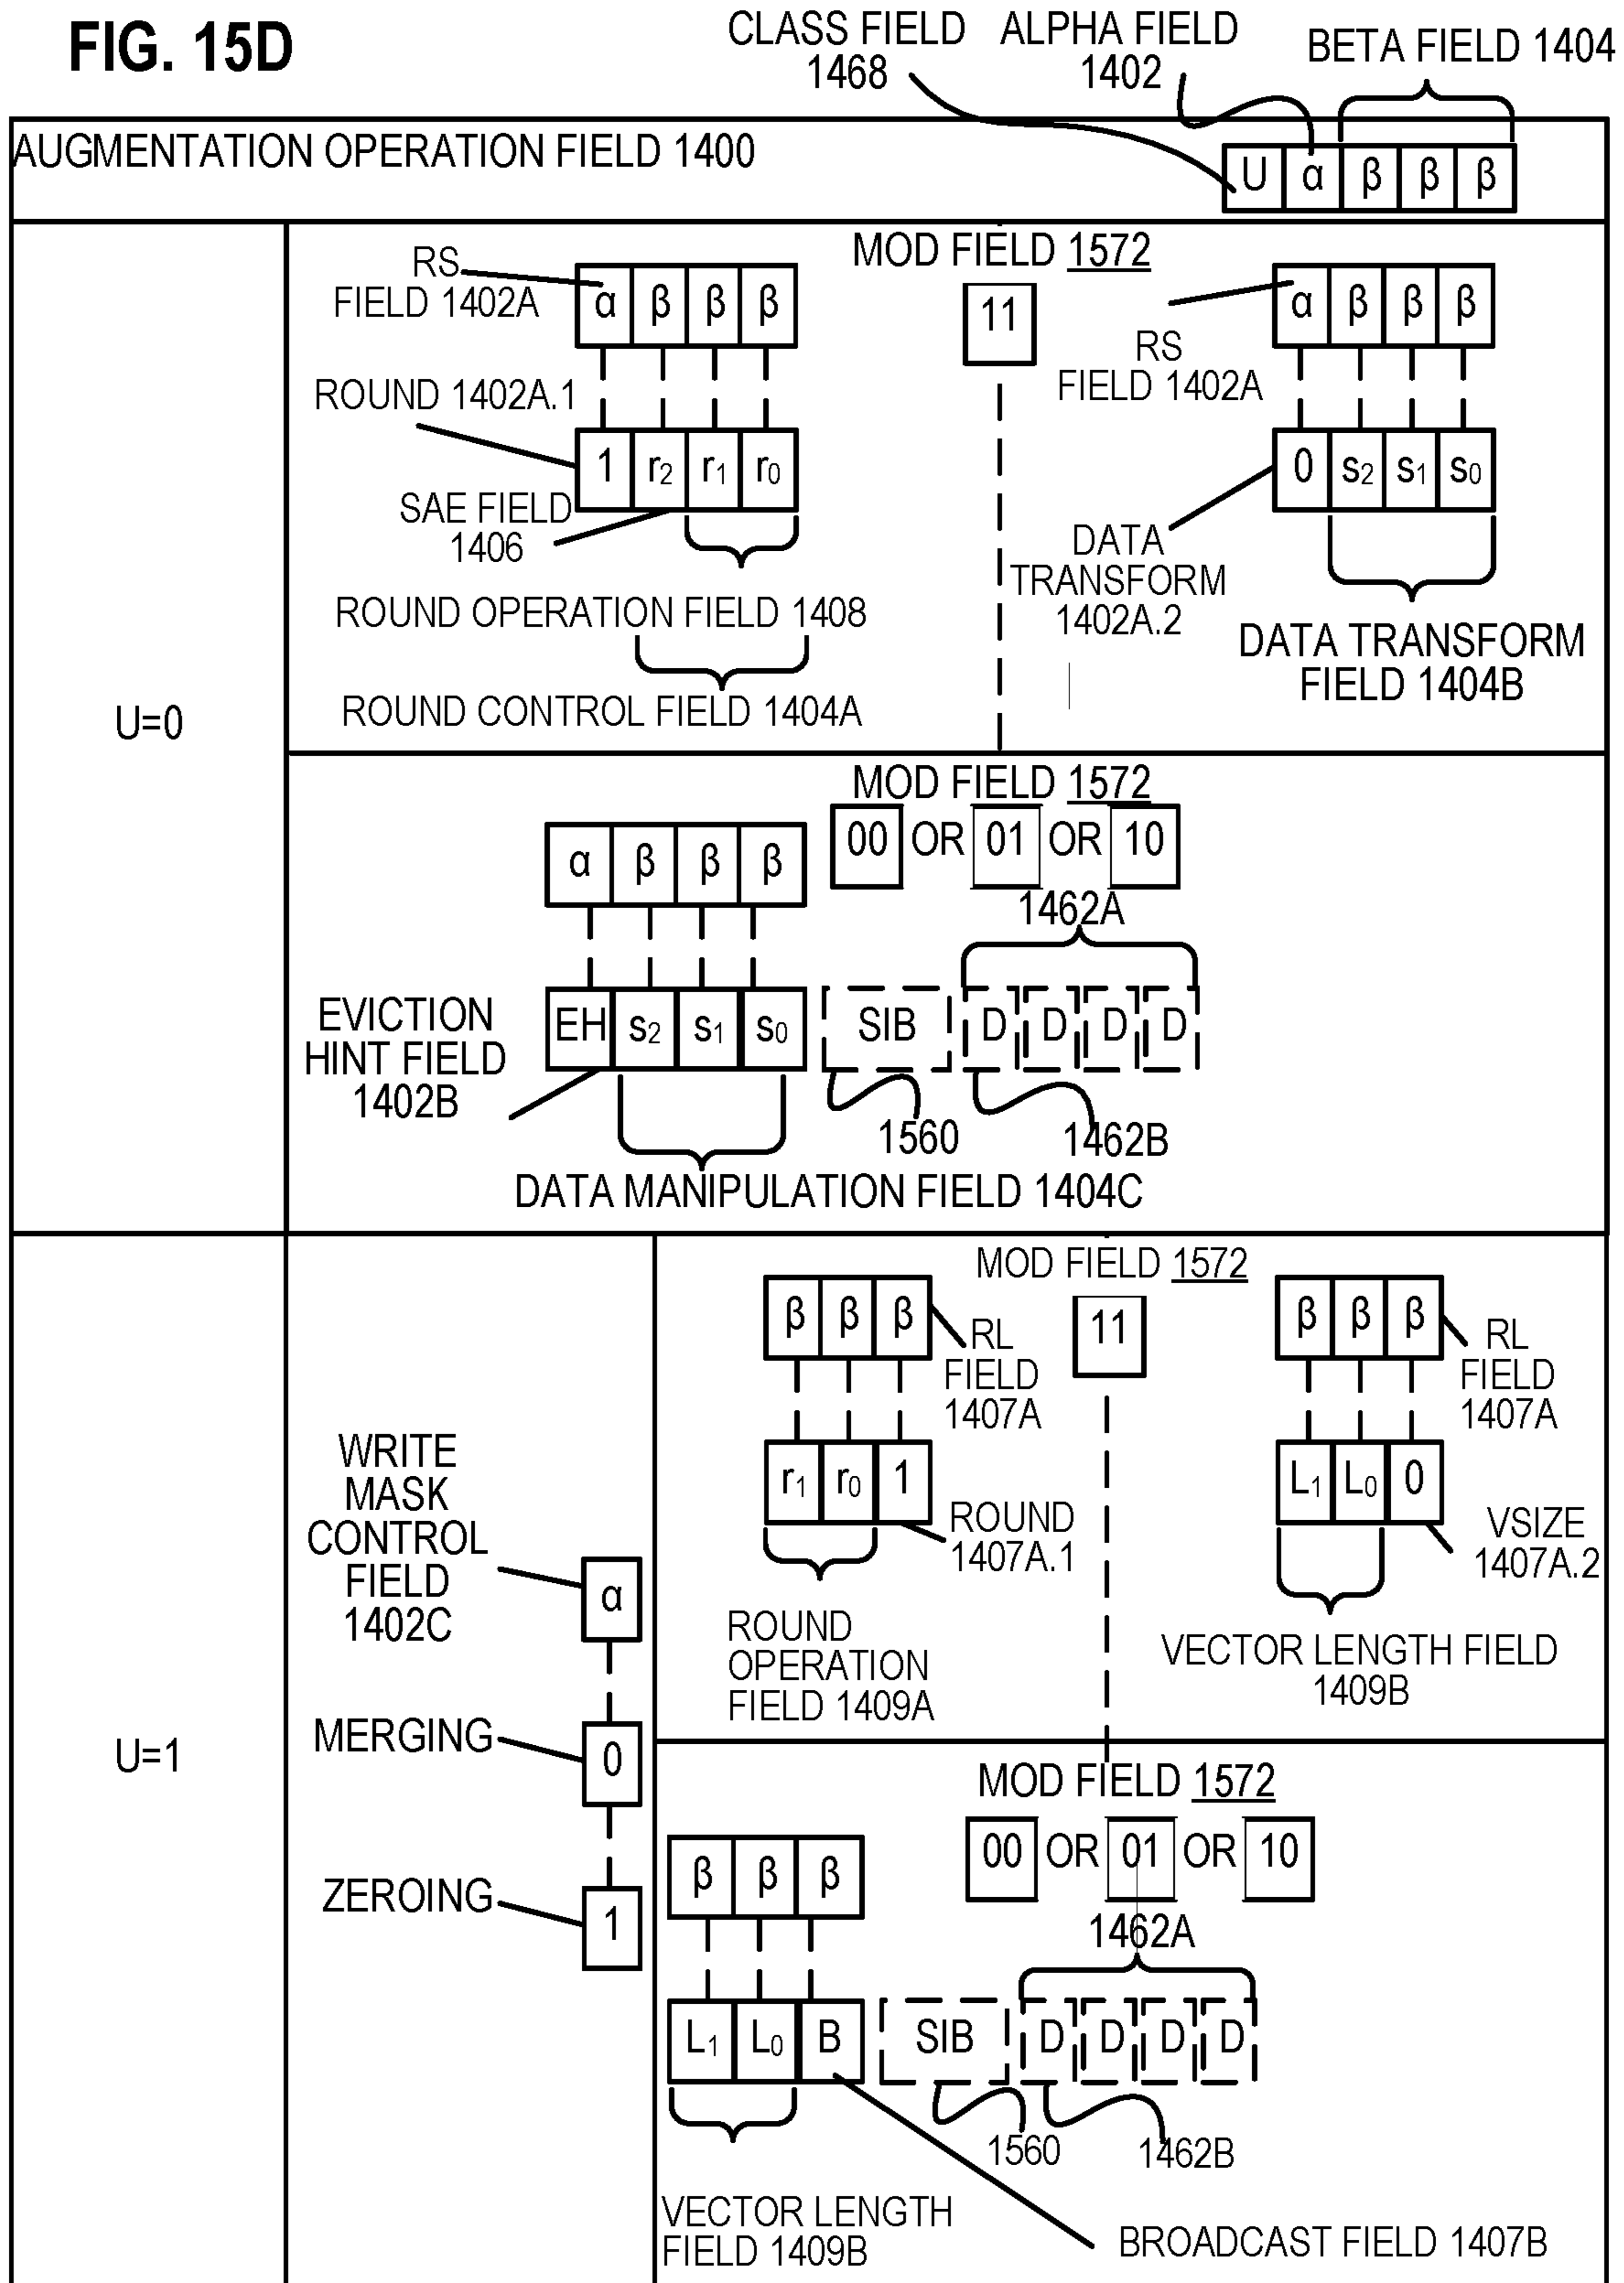 FIG. 15D
CLASS FIELD
1468
ALPHA FIELD
1402
BETA FIELD 1404
AUGMENTATION OPERATION FIELD 1400
U α β β β
U=0
MOD FIELD 1572
11
RS
FIELD 1402A
α β β β
ROUND 1402A.1
1 r2 r1 r0
SAE FIELD
1406
ROUND OPERATION FIELD 1408
ROUND CONTROL FIELD 1404A
α β β β
RS
FIELD 1402A
0 s2 s1 s0
DATA
TRANSFORM
1402A.2
DATA TRANSFORM
FIELD 1404B
MOD FIELD 1572
00 OR 01 OR 10
α β β β
1462A
EVICTION
HINT FIELD
1402B
EH s2 s1 s0 SIB D D D D
1560
1462B
DATA MANIPULATION FIELD 1404C
U=1
WRITE
MASK
CONTROL
FIELD
1402C
α
MERGING
0
ZEROING
1
MOD FIELD 1572
11
β β β
RL
FIELD
1407A
r1 r0 1
ROUND
1407A.1
ROUND
OPERATION
FIELD 1409A
β β β
RL
FIELD
1407A
L1 L0 0
VSIZE
1407A.2
VECTOR LENGTH FIELD
1409B
MOD FIELD 1572
00 OR 01 OR 10
β β β
1462A
L1 L0 B SIB D D D D
1560
1462B
VECTOR LENGTH
FIELD 1409B
BROADCAST FIELD 1407B